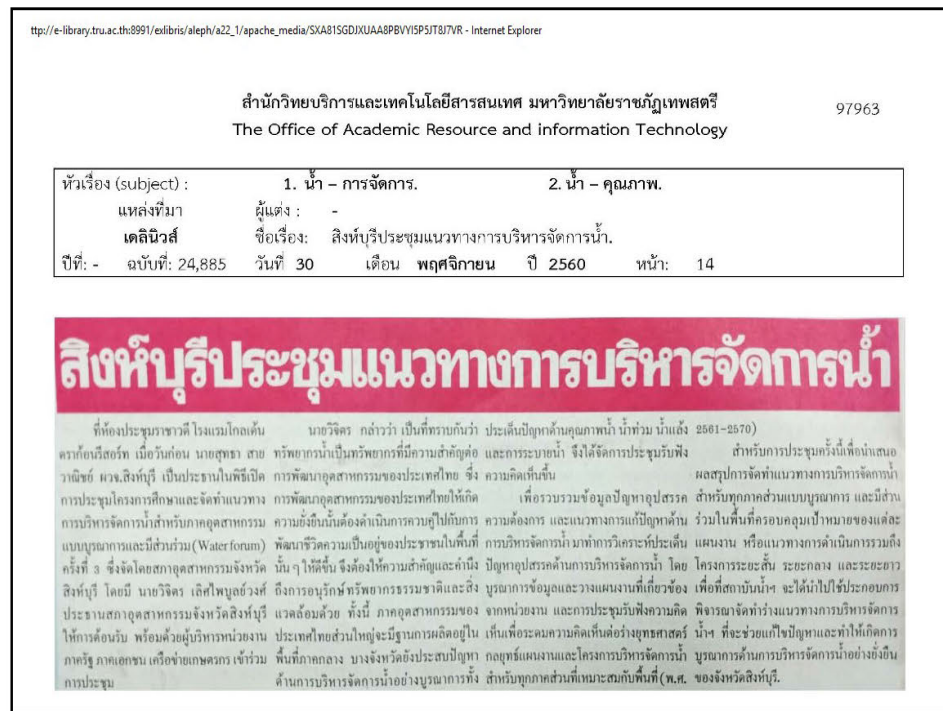 ttp://e-library.tru.ac.th:8991/exlibris/aleph/a22_1/apache_media/SXA81SGDJXUAA8PBVYI5P5JT8J7VR - Internet Explorer
สำนักวิทยบริการและเทคโนโลยีสารสนเทศ มหาวิทยาลัยราชภัฏเทพสตรี
97963
The Office of Academic Resource and information Technology
หัวเรื่อง (subject) : 1. น้ำ – การจัดการ. 2. น้ำ – คุณภาพ.
แหล่งที่มา ผู้แต่ง : -
เดลินิวส์ ชื่อเรื่อง: สิงห์บุรีประชุมแนวทางการบริหารจัดการน้ำ.
ปีที่: - ฉบับที่: 24,885 วันที่ 30 เดือน พฤศจิกายน ปี 2560 หน้า: 14
สิงห์บุรีประชุมแนวทางการบริหารจัดการน้ำ
ที่ห้องประชุมราชาวดี โรงแรมโกลเด้น
ดราก้อนรีสอร์ท เมื่อวันก่อน นายสุทธา สาย
วาณิชย์ ผวจ.สิงห์บุรี เป็นประธานในพิธีเปิด
การประชุมโครงการศึกษาและจัดทำแนวทาง
การบริหารจัดการน้ำสำหรับภาคอุตสาหกรรม
แบบบูรณาการและมีส่วนร่วม (Water forum)
ครั้งที่ 3 ซึ่งจัดโดยสภาอุตสาหกรรมจังหวัด
สิงห์บุรี โดยมี นายวิจิตร เลิศไพบูลย์วงศ์
ประธานสภาอุตสาหกรรมจังหวัดสิงห์บุรี
ให้การต้อนรับ พร้อมด้วยผู้บริหารหน่วยงาน
ภาครัฐ ภาคเอกชน เครือข่ายเกษตรกร เข้าร่วม
การประชุม
นายวิจิตร กล่าวว่า เป็นที่ทราบกันว่า
ทรัพยากรน้ำเป็นทรัพยากรที่มีความสำคัญต่อ
การพัฒนาอุตสาหกรรมของประเทศไทย ซึ่ง
การพัฒนาอุตสาหกรรมของประเทศไทยให้เกิด
ความยั่งยืนนั้นต้องดำเนินการควบคู่ไปกับการ
พัฒนาชีวิตความเป็นอยู่ของประชาชนในพื้นที่
นั้น ๆ ให้ดีขึ้น จึงต้องให้ความสำคัญและคำนึง
ถึงการอนุรักษ์ทรัพยากรธรรมชาติและสิ่ง
แวดล้อมด้วย ทั้งนี้ ภาคอุตสาหกรรมของ
ประเทศไทยส่วนใหญ่จะมีฐานการผลิตอยู่ใน
พื้นที่ภาคกลาง บางจังหวัดยังประสบปัญหา
ด้านการบริหารจัดการน้ำอย่างบูรณาการทั้ง
ประเด็นปัญหาด้านคุณภาพน้ำ น้ำท่วม น้ำแล้ง
และการระบายน้ำ จึงได้จัดการประชุมรับฟัง
ความคิดเห็นขึ้น
เพื่อรวบรวมข้อมูลปัญหาอุปสรรค
ความต้องการ และแนวทางการแก้ปัญหาด้าน
การบริหารจัดการน้ำ มาทำการวิเคราะห์ประเด็น
ปัญหาอุปสรรคด้านการบริหารจัดการน้ำ โดย
บูรณาการข้อมูลและวางแผนงานที่เกี่ยวข้อง
จากหน่วยงาน และการประชุมรับฟังความคิด
เห็นเพื่อระดมความคิดเห็นต่อร่างยุทธศาสตร์
กลยุทธ์แผนงานและโครงการบริหารจัดการน้ำ
สำหรับทุกภาคส่วนที่เหมาะสมกับพื้นที่ (พ.ศ.
2561-2570)
สำหรับการประชุมครั้งนี้เพื่อนำเสนอ
ผลสรุปการจัดทำแนวทางการบริหารจัดการน้ำ
สำหรับทุกภาคส่วนแบบบูรณาการ และมีส่วน
ร่วมในพื้นที่ครอบคลุมเป้าหมายของแต่ละ
แผนงาน หรือแนวทางการดำเนินการรวมถึง
โครงการระยะสั้น ระยะกลาง และระยะยาว
เพื่อที่สถาบันน้ำฯ จะได้นำไปใช้ประกอบการ
พิจารณาจัดทำร่างแนวทางการบริหารจัดการ
น้ำฯ ที่จะช่วยแก้ไขปัญหาและทำให้เกิดการ
บูรณาการด้านการบริหารจัดการน้ำอย่างยั่งยืน
ของจังหวัดสิงห์บุรี.